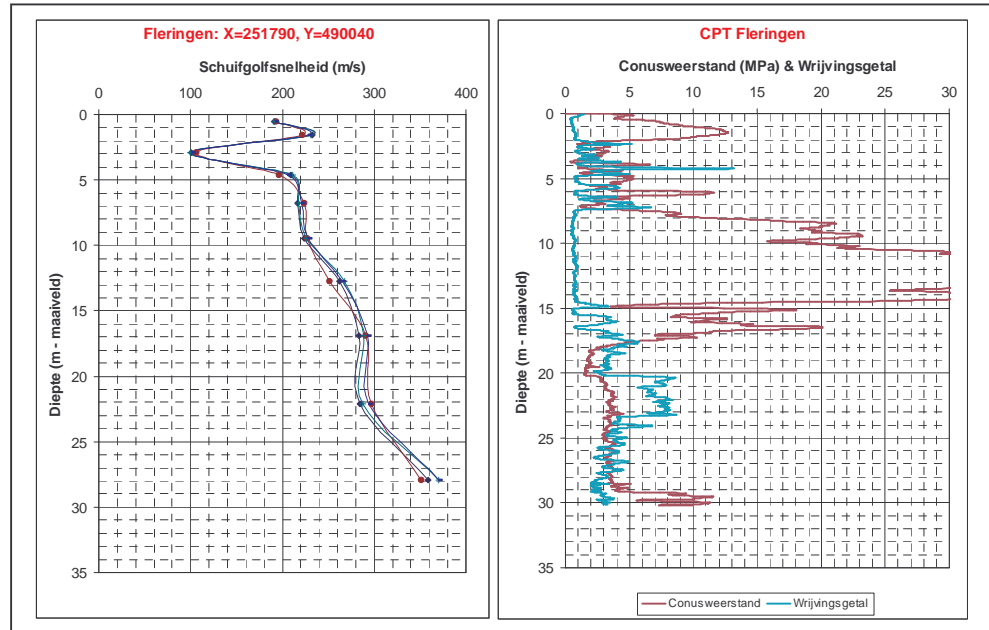 Fleringen: X=251790, Y=490040
Schuifgolfsnelheid (m/s)
0 100 200 300 400
0
5
10
15
20
25
30
35
Diepte (m - maaiveld)
CPT Fleringen
Conusweerstand (MPa) & Wrijvingsgetal
0 5 10 15 20 25 30
0
5
10
15
20
25
30
35
Diepte (m - maaiveld)
Conusweerstand Wrijvingsgetal